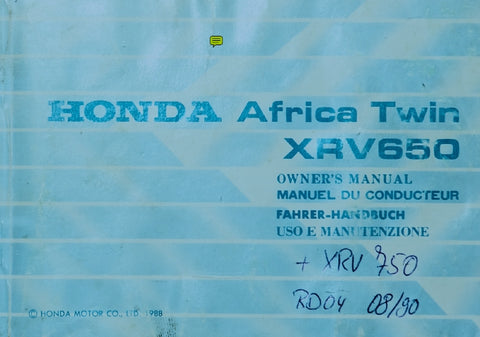 HONDA Africa Twin
XRV650
OWNER'S MANUAL
MANUEL DU CONDUCTEUR
FAHRER-HANDBUCH
USO E MANUTENZIONE
+ XRV 750
RD04 08/90
© HONDA MOTOR CO., LTD. 1988